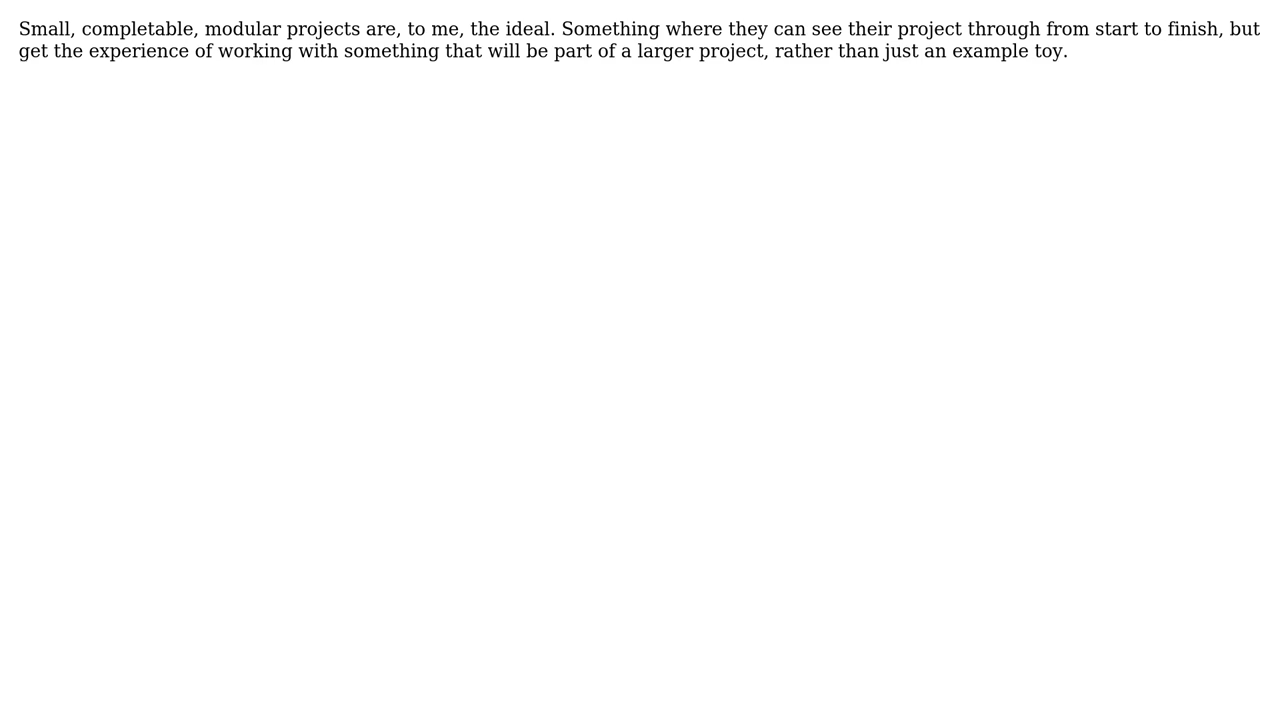 Small, completable, modular projects are, to me, the ideal. Something where they can see their project through from start to finish, but
get the experience of working with something that will be part of a larger project, rather than just an example toy.